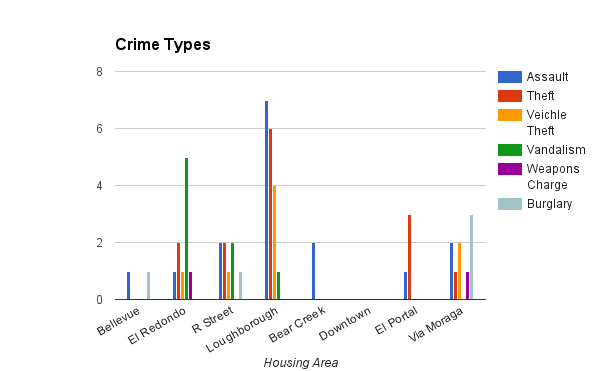 Crime Types
8
6
4
2
0
Bellevue
El Redondo
R Street
Loughborough
Bear Creek
Downtown
El Portal
Via Moraga
Housing Area
Assault
Theft
Veichle
Theft
Vandalism
Weapons
Charge
Burglary